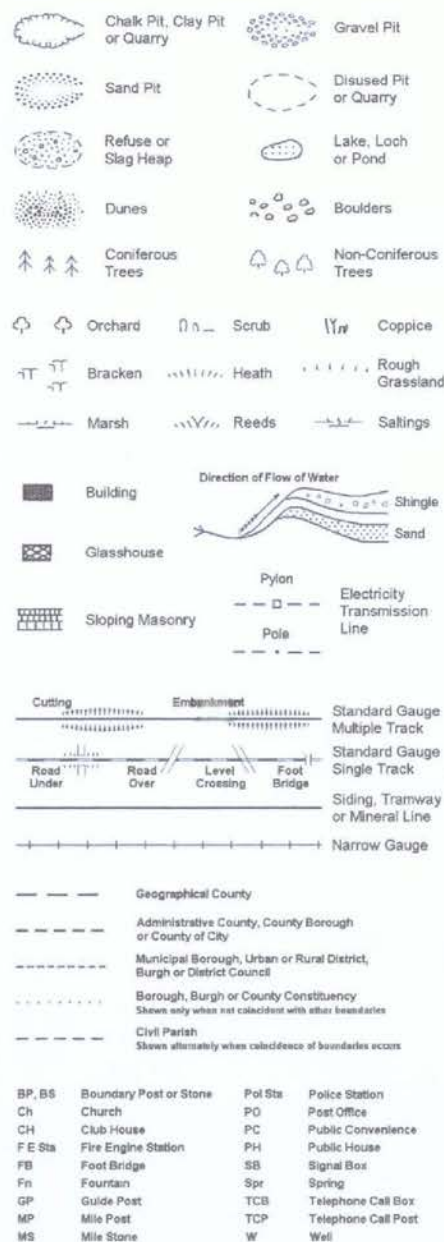 Chalk Pit, Clay Pit
or Quarry
Gravel Pit
Sand Pit
Disused Pit
or Quarry
Refuse or
Slag Heap
Lake, Loch
or Pond
Dunes
Boulders
Coniferous
Trees
Non-Coniferous
Trees
Orchard
Scrub
Coppice
Bracken
Heath
Rough
Grassland
Marsh
Reeds
Saltings
Building
Direction of Flow of Water
Shingle
Sand
Glasshouse
Sloping Masonry
Pylon
Pole
Electricity
Transmission
Line
Cutting
Embankment
Standard Gauge
Multiple Track
Standard Gauge
Single Track
Road
Under
Road
Over
Level
Crossing
Foot
Bridge
Siding, Tramway
or Mineral Line
Narrow Gauge
Geographical County
Administrative County, County Borough
or County of City
Municipal Borough, Urban or Rural District,
Burgh or District Council
Borough, Burgh or County Constituency
Shown only when not coincident with other boundaries
Civil Parish
Shown alternately when coincidence of boundaries occurs
BP, BS Boundary Post or Stone Pol Sta Police Station
Ch Church PO Post Office
CH Club House PC Public Convenience
F E Sta Fire Engine Station PH Public House
FB Foot Bridge SB Signal Box
Fn Fountain Spr Spring
GP Guide Post TCB Telephone Call Box
MP Mile Post TCP Telephone Call Post
MS Mile Stone W Well